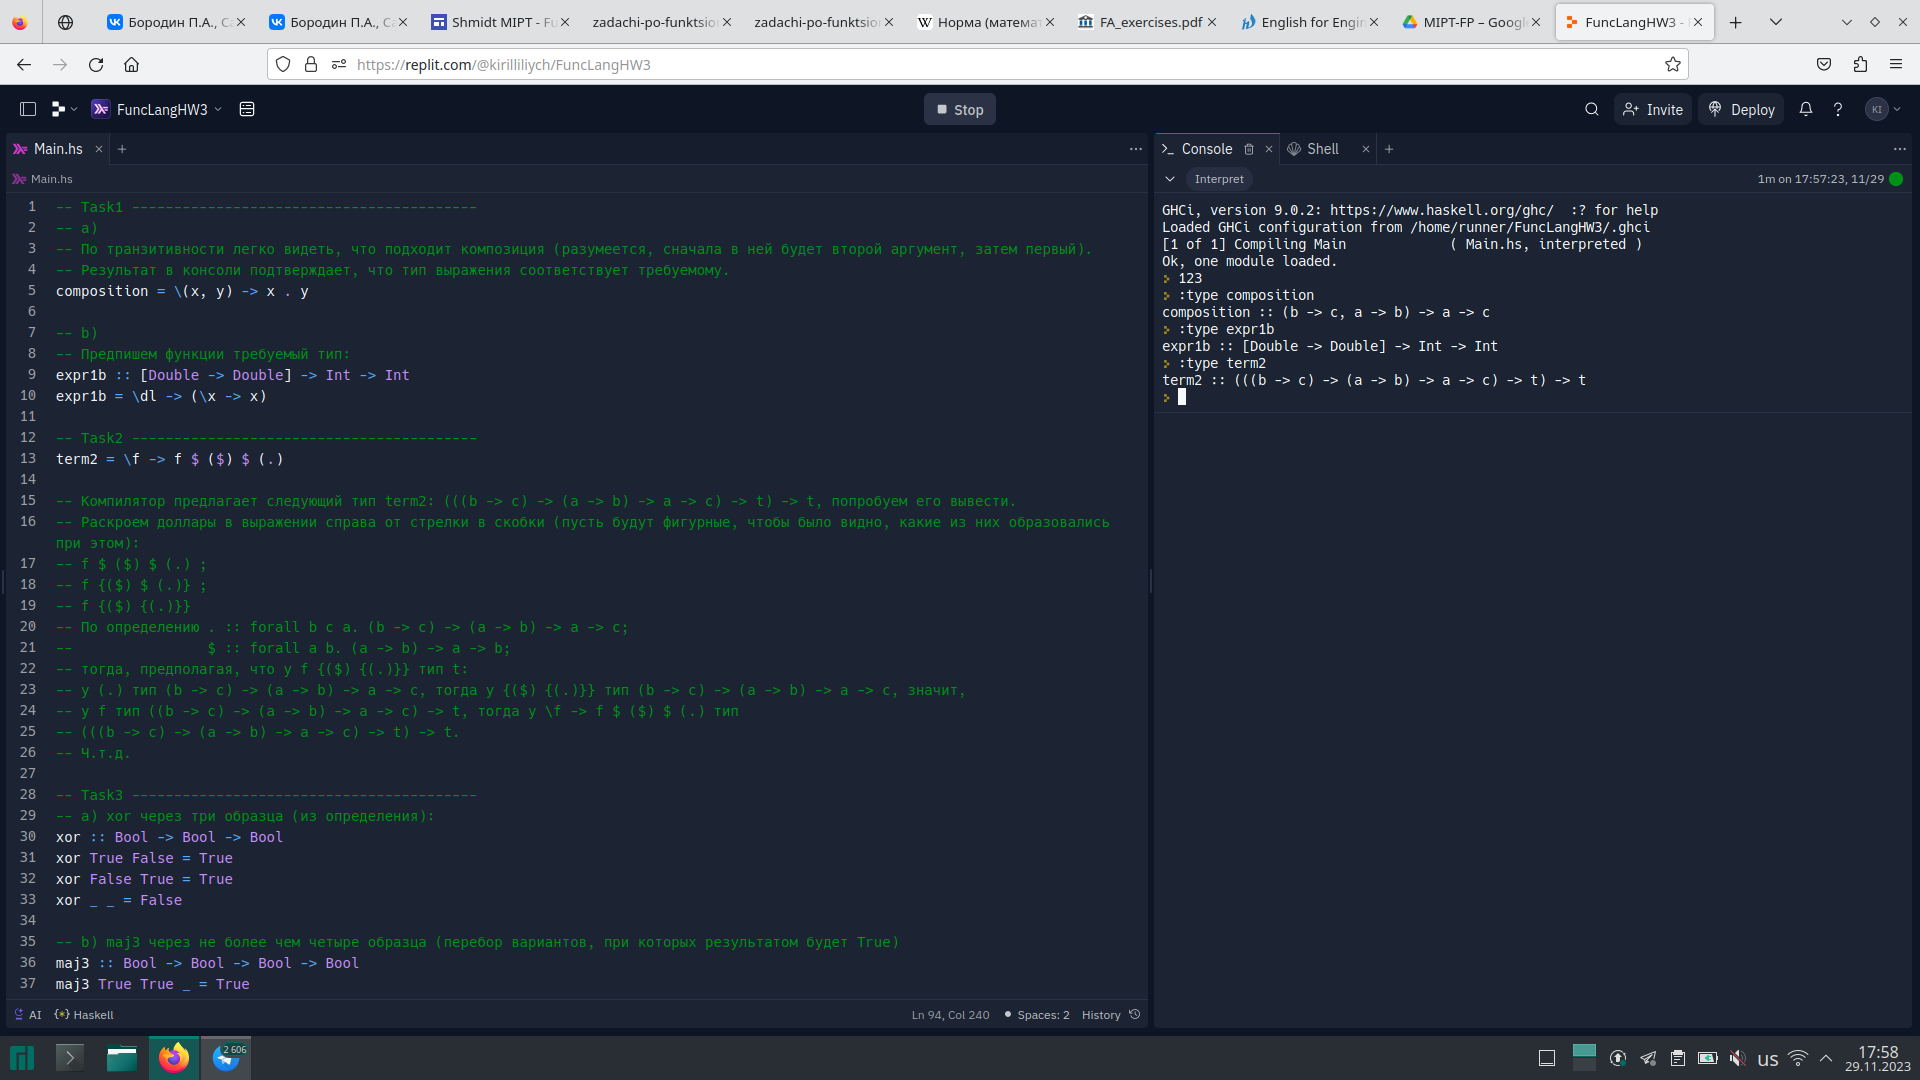 Бородин П.А., Са
Бородин П.А., Са
Shmidt MIPT - Fu
zadachi-po-funktsion
zadachi-po-funktsion
Норма (математ
FA_exercises.pdf
English for Engin
MIPT-FP – Google
FuncLangHW3 -
https://replit.com/@kirilliliych/FuncLangHW3
FuncLangHW3
Stop
Invite
Deploy
KI
Main.hs
Console
Shell
Main.hs
Interpret
1m on 17:57:23, 11/29
1 -- Task1 -----------------------------------------
2 -- a)
3 -- По транзитивности легко видеть, что подходит композиция (разумеется, сначала в ней будет второй аргумент, затем первый).
4 -- Результат в консоли подтверждает, что тип выражения соответствует требуемому.
5 composition = \(x, y) -> x . y
6
7 -- b)
8 -- Предпишем функции требуемый тип:
9 expr1b :: [Double -> Double] -> Int -> Int
10 expr1b = \dl -> (\x -> x)
11
12 -- Task2 -----------------------------------------
13 term2 = \f -> f $ ($) $ (.)
14
15 -- Компилятор предлагает следующий тип term2: (((b -> c) -> (a -> b) -> a -> c) -> t) -> t, попробуем его вывести.
16 -- Раскроем доллары в выражении справа от стрелки в скобки (пусть будут фигурные, чтобы было видно, какие из них образовались
при этом):
17 -- f $ ($) $ (.) ;
18 -- f {($) $ (.)} ;
19 -- f {($) {(.)}}
20 -- По определению . :: forall b c a. (b -> c) -> (a -> b) -> a -> c;
21 -- $ :: forall a b. (a -> b) -> a -> b;
22 -- тогда, предполагая, что у f {($) {(.)}} тип t:
23 -- у (.) тип (b -> c) -> (a -> b) -> a -> c, тогда у {($) {(.)}} тип (b -> c) -> (a -> b) -> a -> c, значит,
24 -- у f тип ((b -> c) -> (a -> b) -> a -> c) -> t, тогда у \f -> f $ ($) $ (.) тип
25 -- (((b -> c) -> (a -> b) -> a -> c) -> t) -> t.
26 -- Ч.т.д.
27
28 -- Task3 -----------------------------------------
29 -- a) xor через три образца (из определения):
30 xor :: Bool -> Bool -> Bool
31 xor True False = True
32 xor False True = True
33 xor _ _ = False
34
35 -- b) maj3 через не более чем четыре образца (перебор вариантов, при которых результатом будет True)
36 maj3 :: Bool -> Bool -> Bool -> Bool
37 maj3 True True _ = True
GHCi, version 9.0.2: https://www.haskell.org/ghc/  :? for help
Loaded GHCi configuration from /home/runner/FuncLangHW3/.ghci
[1 of 1] Compiling Main             ( Main.hs, interpreted )
Ok, one module loaded.
123
:type composition
composition :: (b -> c, a -> b) -> a -> c
:type expr1b
expr1b :: [Double -> Double] -> Int -> Int
:type term2
term2 :: (((b -> c) -> (a -> b) -> a -> c) -> t) -> t
AI
Haskell
Ln 94, Col 240
Spaces: 2
History
2 606
us
17:58
29.11.2023